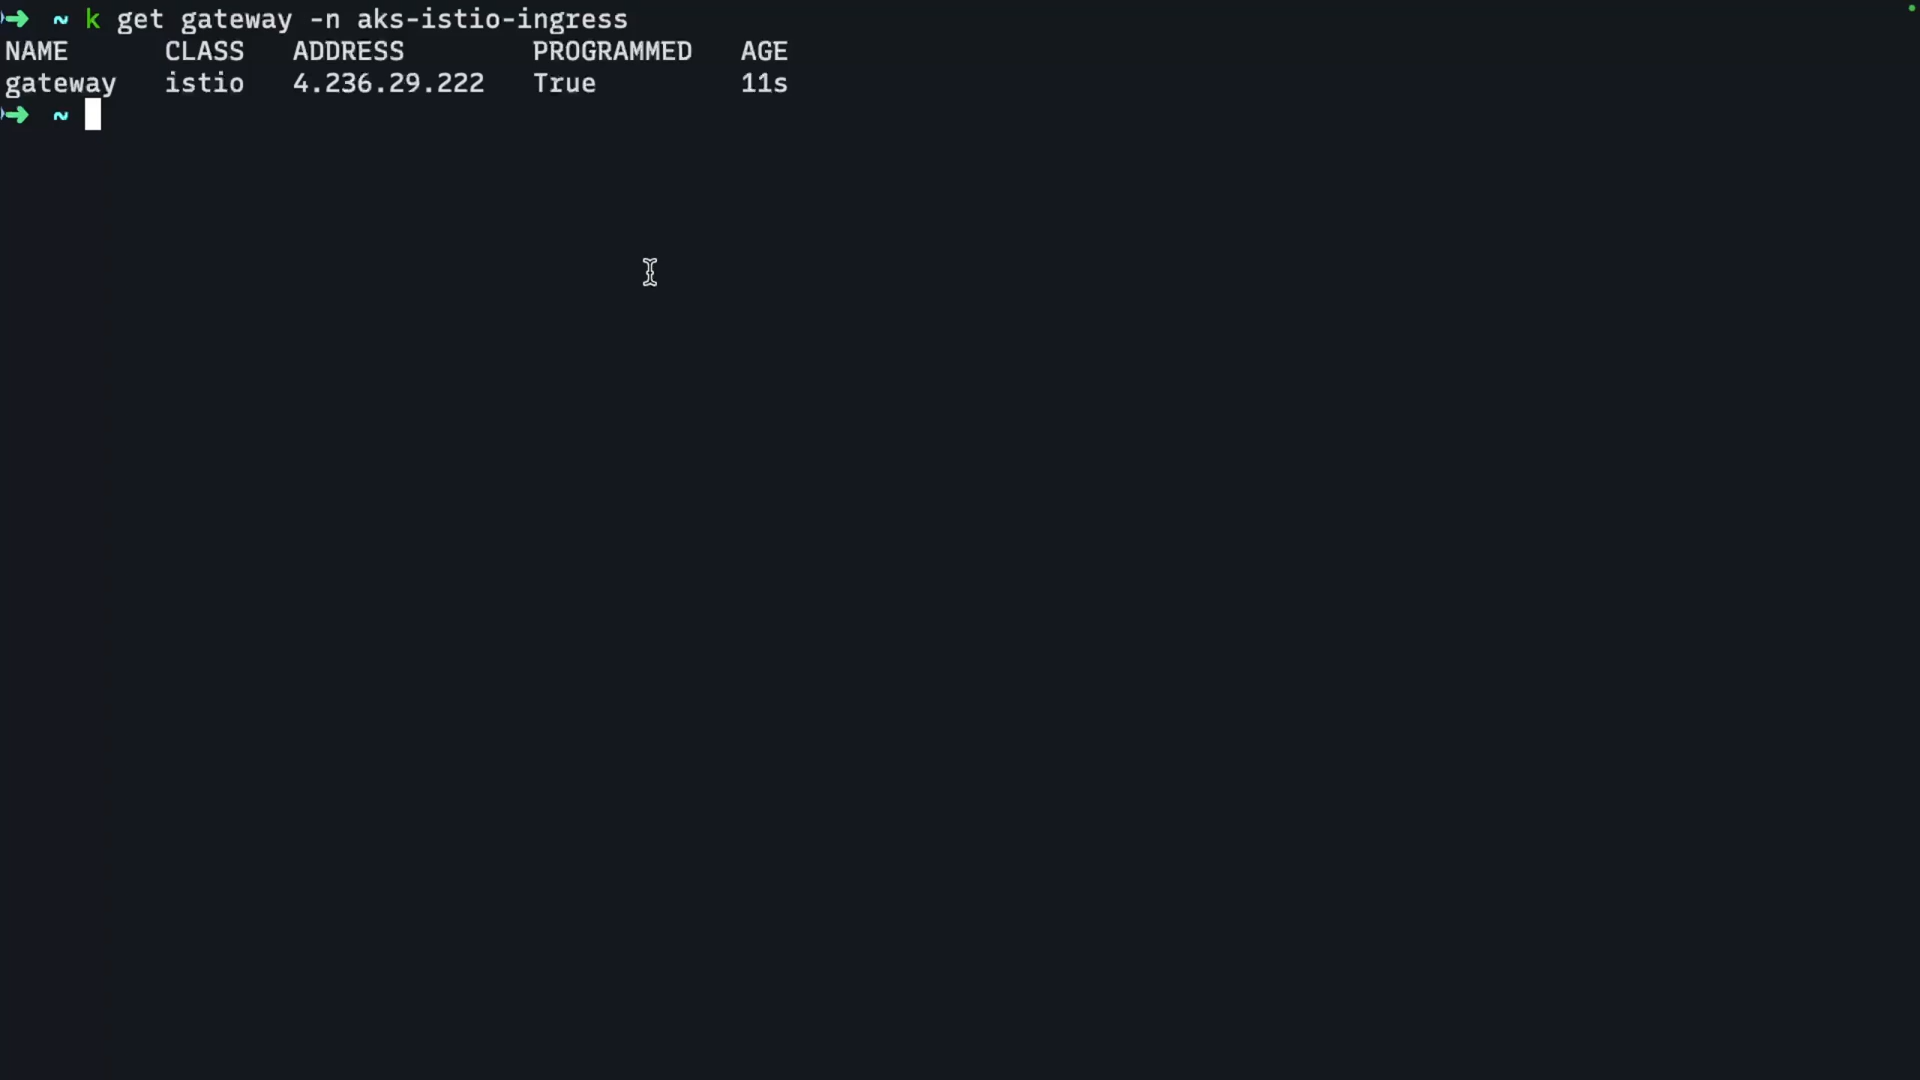 ➜ ~ k get gateway -n aks-istio-ingress
NAME CLASS ADDRESS PROGRAMMED AGE
gateway istio 4.236.29.222 True 11s
➜ ~